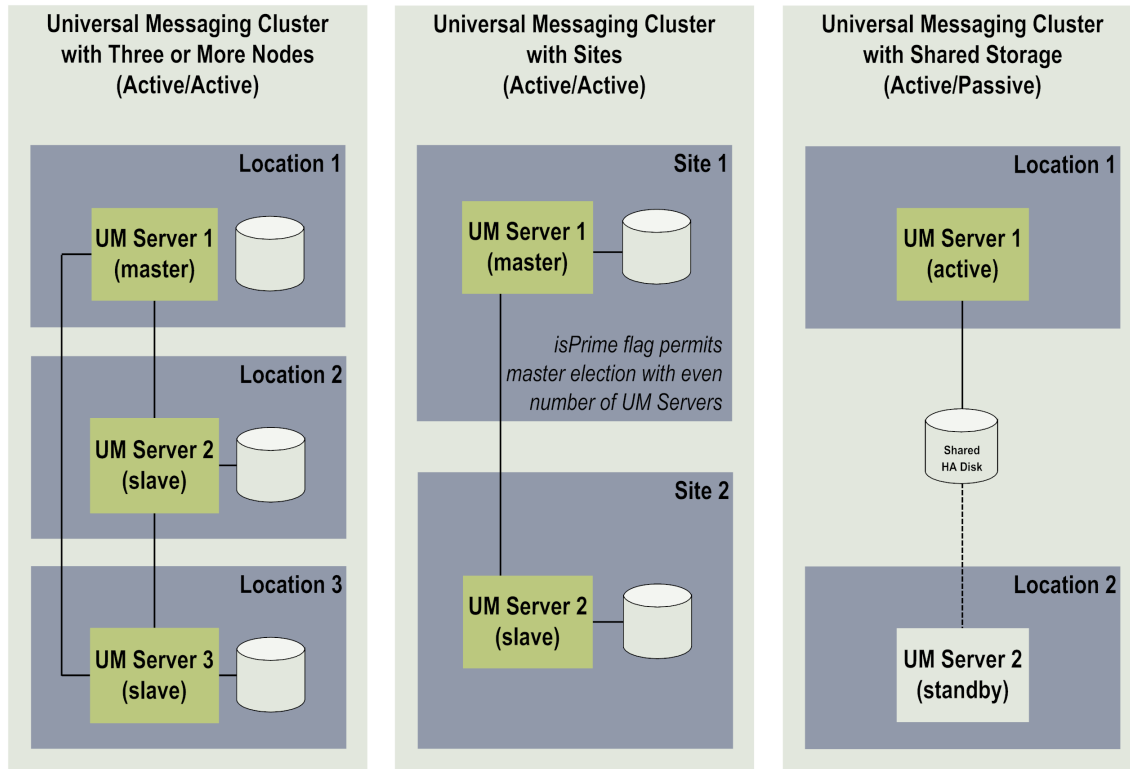 Universal Messaging Cluster
with Three or More Nodes
(Active/Active)
Location 1
UM Server 1
(master)
Location 2
UM Server 2
(slave)
Location 3
UM Server 3
(slave)
Universal Messaging Cluster
with Sites
(Active/Active)
Site 1
UM Server 1
(master)
isPrime flag permits
master election with even
number of UM Servers
Site 2
UM Server 2
(slave)
Universal Messaging Cluster
with Shared Storage
(Active/Passive)
Location 1
UM Server 1
(active)
Shared
HA Disk
Location 2
UM Server 2
(standby)